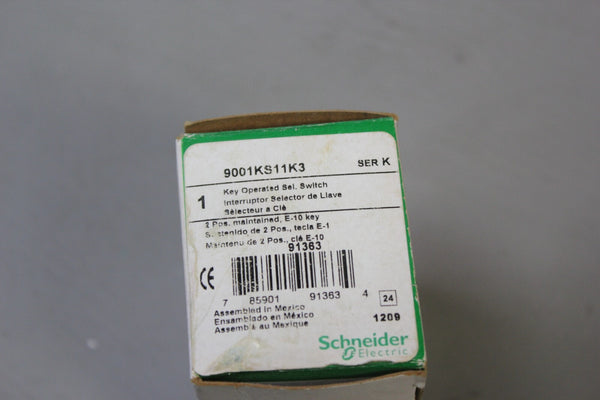 9001KS11K3 SER K
1 Key Operated Sel. Switch
Interruptor Selector de Llave
Sélecteur a Clé
2 Pos. maintained, E-10 key
de 2 Pos., tecla E-1
Maintenu de 2 Pos., clé E-10
91363
CE
7 85901 91363 4 24
Assembled in Mexico
Ensamblado en México
Assemblé au Mexique
1209
Schneider
Electric